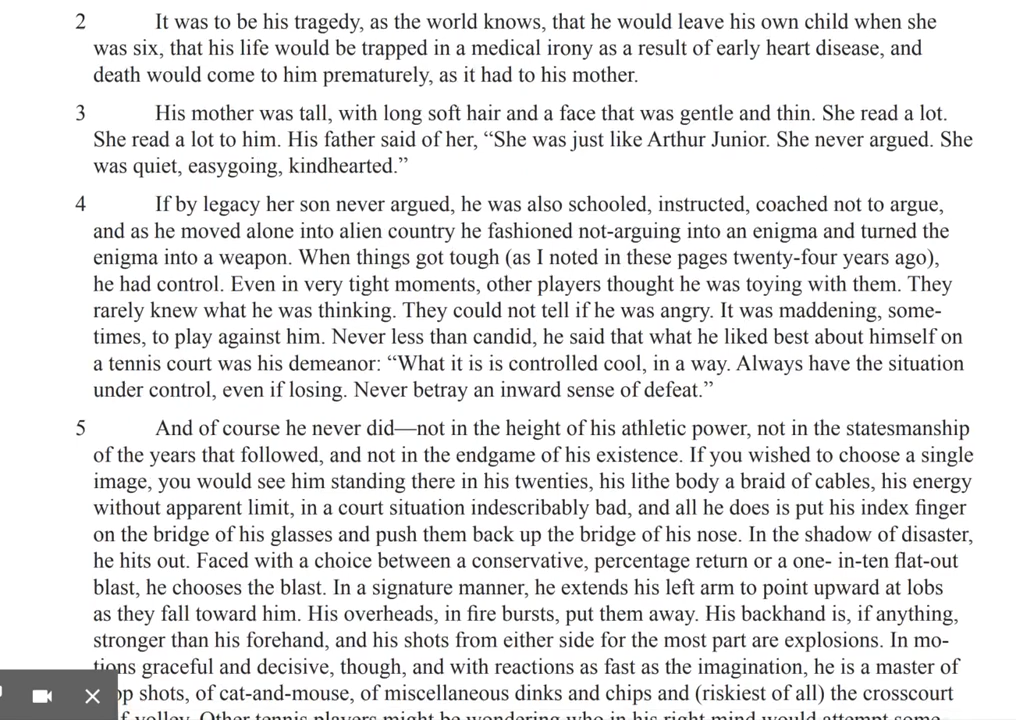 2 It was to be his tragedy, as the world knows, that he would leave his own child when she
was six, that his life would be trapped in a medical irony as a result of early heart disease, and
death would come to him prematurely, as it had to his mother.
3 His mother was tall, with long soft hair and a face that was gentle and thin. She read a lot.
She read a lot to him. His father said of her, “She was just like Arthur Junior. She never argued. She
was quiet, easygoing, kindhearted.”
4 If by legacy her son never argued, he was also schooled, instructed, coached not to argue,
and as he moved alone into alien country he fashioned not-arguing into an enigma and turned the
enigma into a weapon. When things got tough (as I noted in these pages twenty-four years ago),
he had control. Even in very tight moments, other players thought he was toying with them. They
rarely knew what he was thinking. They could not tell if he was angry. It was maddening, some-
times, to play against him. Never less than candid, he said that what he liked best about himself on
a tennis court was his demeanor: “What it is is controlled cool, in a way. Always have the situation
under control, even if losing. Never betray an inward sense of defeat.”
5 And of course he never did—not in the height of his athletic power, not in the statesmanship
of the years that followed, and not in the endgame of his existence. If you wished to choose a single
image, you would see him standing there in his twenties, his lithe body a braid of cables, his energy
without apparent limit, in a court situation indescribably bad, and all he does is put his index finger
on the bridge of his glasses and push them back up the bridge of his nose. In the shadow of disaster,
he hits out. Faced with a choice between a conservative, percentage return or a one- in-ten flat-out
blast, he chooses the blast. In a signature manner, he extends his left arm to point upward at lobs
as they fall toward him. His overheads, in fire bursts, put them away. His backhand is, if anything,
stronger than his forehand, and his shots from either side for the most part are explosions. In mo-
tions graceful and decisive, though, and with reactions as fast as the imagination, he is a master of
op shots, of cat-and-mouse, of miscellaneous dinks and chips and (riskiest of all) the crosscourt
f volley. Other tennis players might be wondering who in his right mind would attempt some-